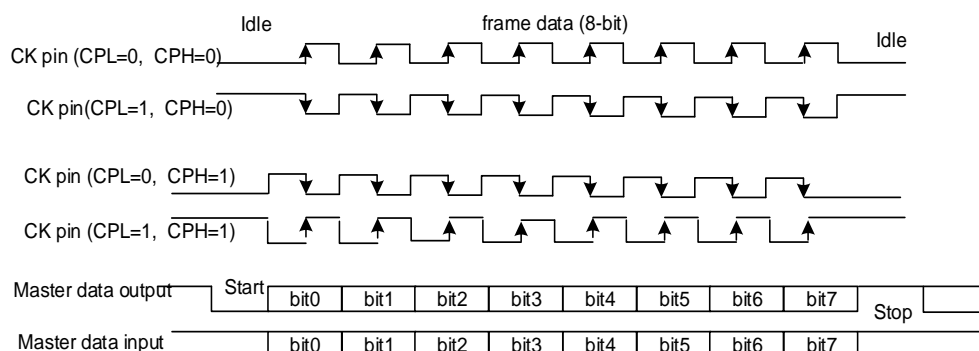 Idle
frame data (8-bit)
Idle
CK pin (CPL=0, CPH=0)
CK pin(CPL=1, CPH=0)
CK pin (CPL=0, CPH=1)
CK pin (CPL=1, CPH=1)
Master data output Start bit0 bit1 bit2 bit3 bit4 bit5 bit6 bit7 Stop
Master data input bit0 bit1 bit2 bit3 bit4 bit5 bit6 bit7